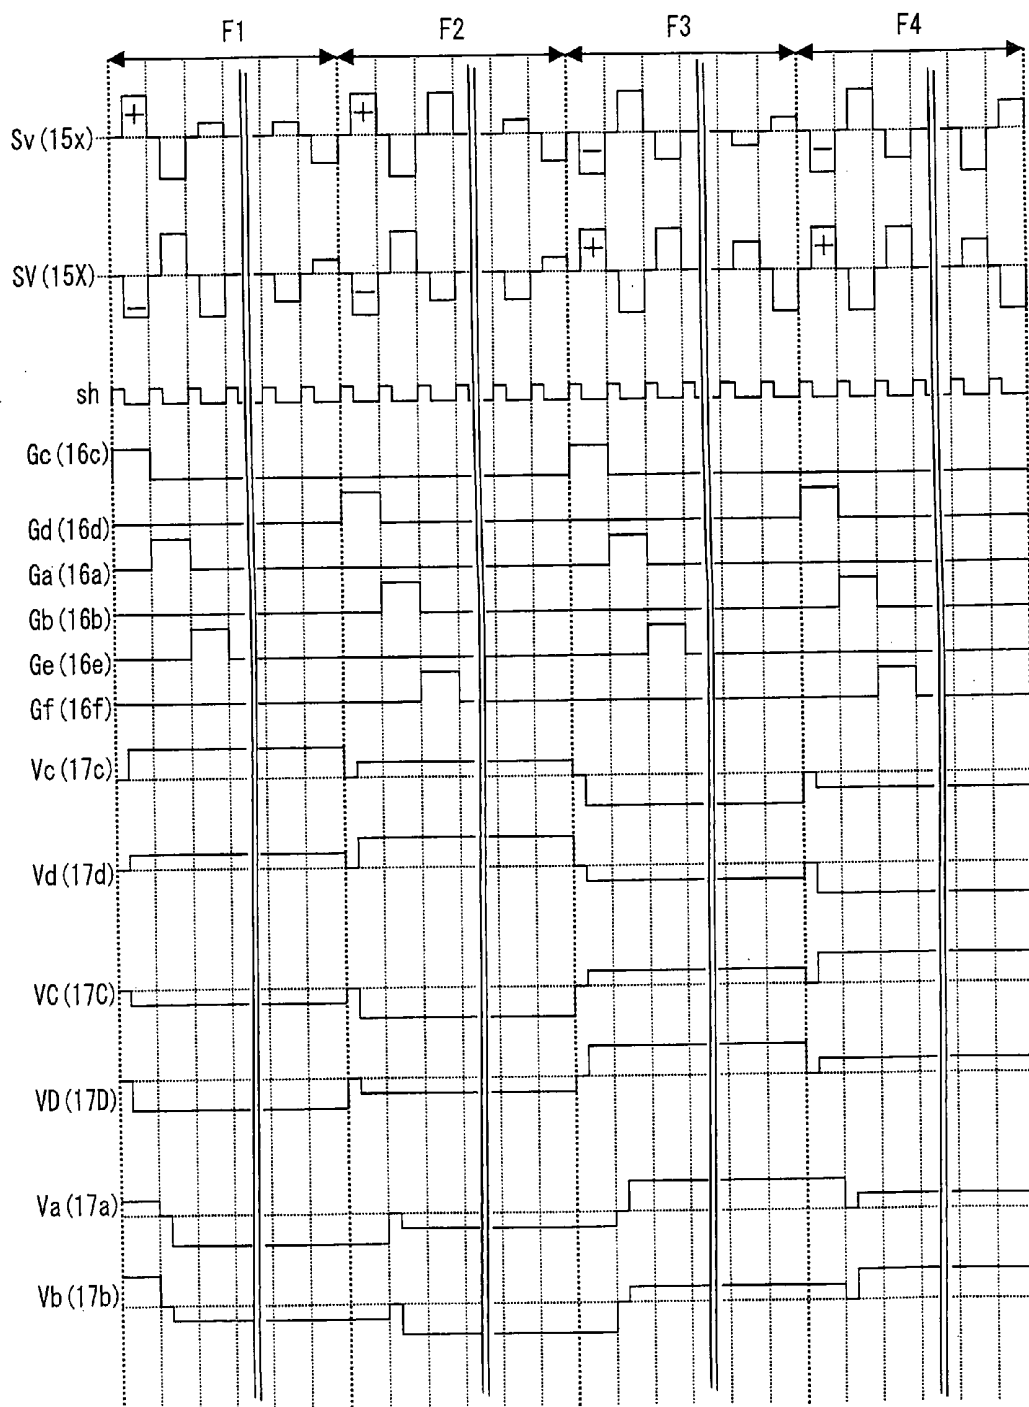 F1 F2 F3 F4
Sv(15x) + + − −
SV(15X) − − + +
sh
Gc(16c)
Gd(16d)
Ga(16a)
Gb(16b)
Ge(16e)
Gf(16f)
Vc(17c)
Vd(17d)
VC(17C)
VD(17D)
Va(17a)
Vb(17b)